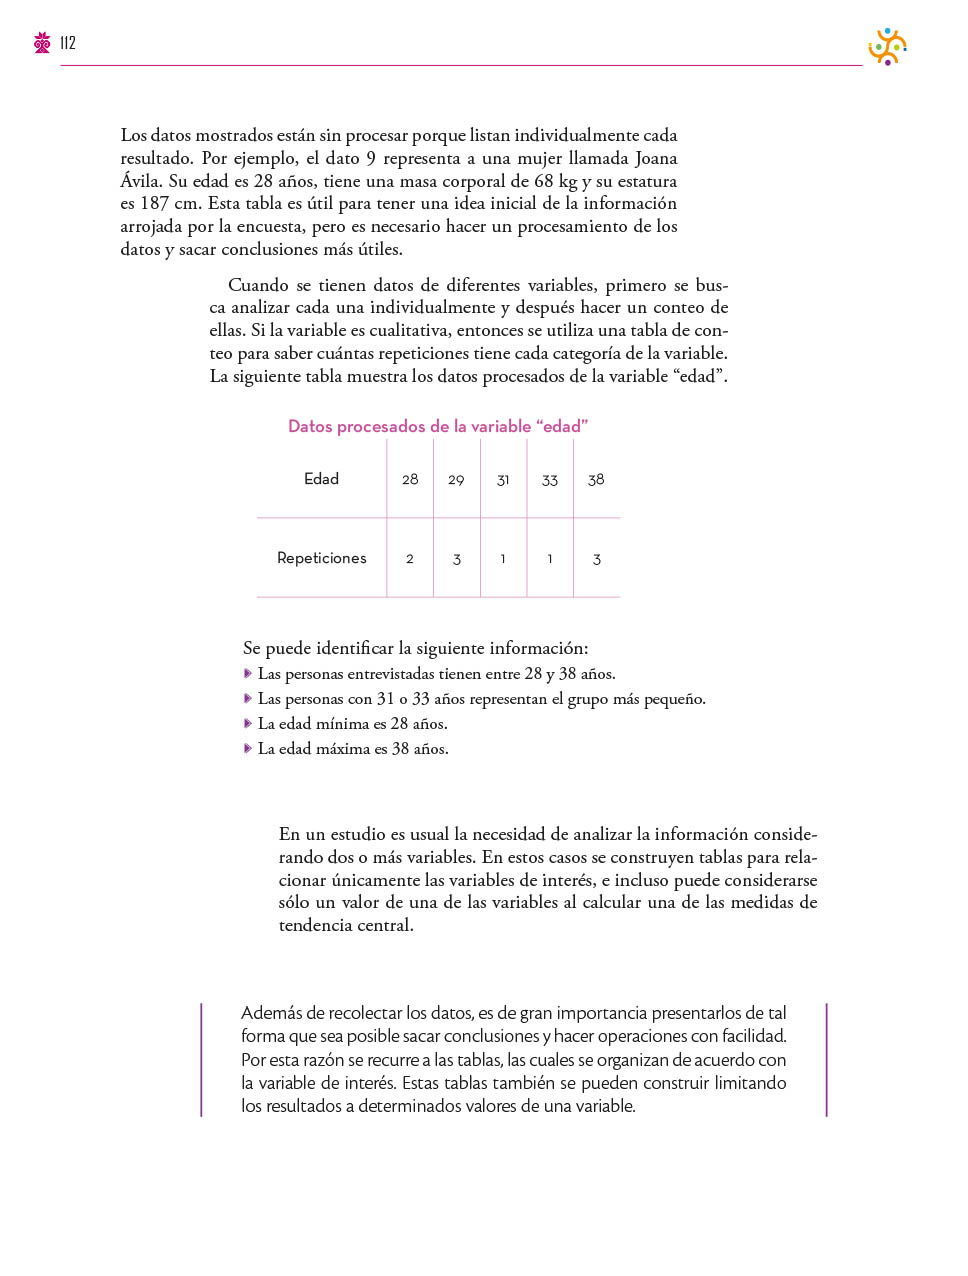 112
Los datos mostrados están sin procesar porque listan individualmente cada
resultado. Por ejemplo, el dato 9 representa a una mujer llamada Joana
Ávila. Su edad es 28 años, tiene una masa corporal de 68 kg y su estatura
es 187 cm. Esta tabla es útil para tener una idea inicial de la información
arrojada por la encuesta, pero es necesario hacer un procesamiento de los
datos y sacar conclusiones más útiles.
Cuando se tienen datos de diferentes variables, primero se bus-
ca analizar cada una individualmente y después hacer un conteo de
ellas. Si la variable es cualitativa, entonces se utiliza una tabla de con-
teo para saber cuántas repeticiones tiene cada categoría de la variable.
La siguiente tabla muestra los datos procesados de la variable “edad”.
Datos procesados de la variable “edad”
Edad 28 29 31 33 38
Repeticiones 2 3 1 1 3
Se puede identificar la siguiente información:
Las personas entrevistadas tienen entre 28 y 38 años.
Las personas con 31 o 33 años representan el grupo más pequeño.
La edad mínima es 28 años.
La edad máxima es 38 años.
En un estudio es usual la necesidad de analizar la información conside-
rando dos o más variables. En estos casos se construyen tablas para rela-
cionar únicamente las variables de interés, e incluso puede considerarse
sólo un valor de una de las variables al calcular una de las medidas de
tendencia central.
Además de recolectar los datos, es de gran importancia presentarlos de tal
forma que sea posible sacar conclusiones y hacer operaciones con facilidad.
Por esta razón se recurre a las tablas, las cuales se organizan de acuerdo con
la variable de interés. Estas tablas también se pueden construir limitando
los resultados a determinados valores de una variable.